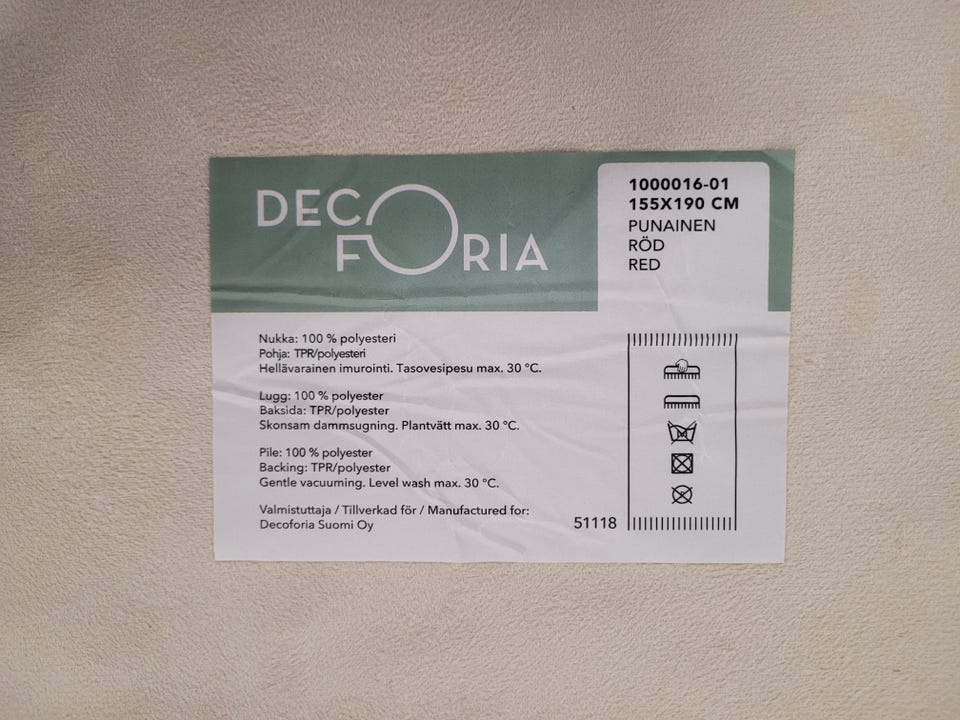 DECOFORIA
1000016-01
155X190 CM
PUNAINEN
RÖD
RED
Nukka: 100 % polyesteri
Pohja: TPR/polyesteri
Hellävarainen imurointi. Tasovesipesu max. 30 °C.
Lugg: 100 % polyester
Baksida: TPR/polyester
Skonsam dammsugning. Plantvätt max. 30 °C.
Pile: 100 % polyester
Backing: TPR/polyester
Gentle vacuuming. Level wash max. 30 °C.
Valmistuttaja / Tillverkad för / Manufactured for:
Decoforia Suomi Oy
51118